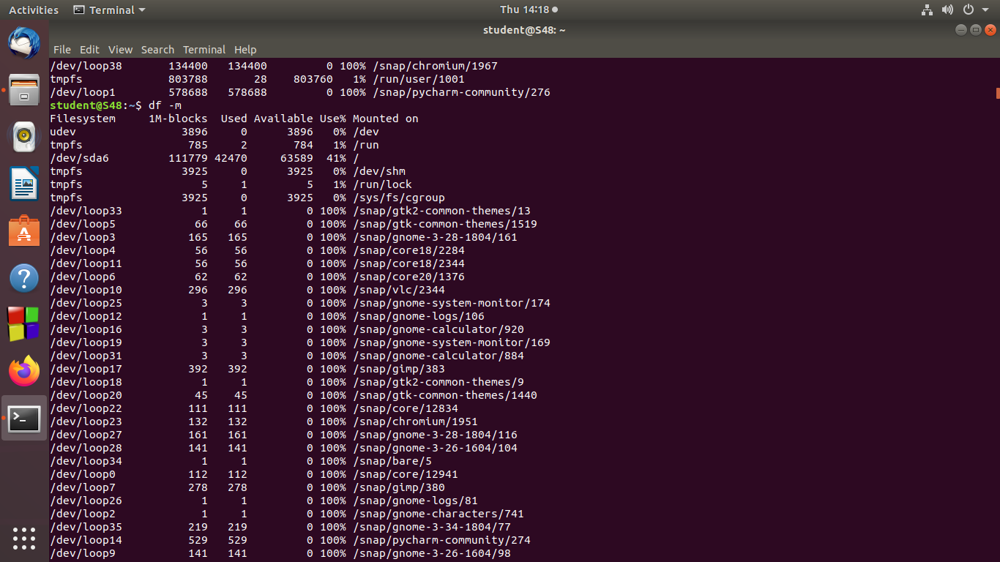 Activities Terminal Thu 14:18
student@S48: ~
File Edit View Search Terminal Help
/dev/loop38 134400 134400 0 100% /snap/chromium/1967
tmpfs 803788 28 803760 1% /run/user/1001
/dev/loop1 578688 578688 0 100% /snap/pycharm-community/276
student@S48:~$ df -m
Filesystem 1M-blocks Used Available Use% Mounted on
udev 3896 0 3896 0% /dev
tmpfs 785 2 784 1% /run
/dev/sda6 111779 42470 63589 41% /
tmpfs 3925 0 3925 0% /dev/shm
tmpfs 5 1 5 1% /run/lock
tmpfs 3925 0 3925 0% /sys/fs/cgroup
/dev/loop33 1 1 0 100% /snap/gtk2-common-themes/13
/dev/loop5 66 66 0 100% /snap/gtk-common-themes/1519
/dev/loop3 165 165 0 100% /snap/gnome-3-28-1804/161
/dev/loop4 56 56 0 100% /snap/core18/2284
/dev/loop11 56 56 0 100% /snap/core18/2344
/dev/loop6 62 62 0 100% /snap/core20/1376
/dev/loop10 296 296 0 100% /snap/vlc/2344
/dev/loop25 3 3 0 100% /snap/gnome-system-monitor/174
/dev/loop12 1 1 0 100% /snap/gnome-logs/106
/dev/loop16 3 3 0 100% /snap/gnome-calculator/920
/dev/loop19 3 3 0 100% /snap/gnome-system-monitor/169
/dev/loop31 3 3 0 100% /snap/gnome-calculator/884
/dev/loop17 392 392 0 100% /snap/gimp/383
/dev/loop18 1 1 0 100% /snap/gtk2-common-themes/9
/dev/loop20 45 45 0 100% /snap/gtk-common-themes/1440
/dev/loop22 111 111 0 100% /snap/core/12834
/dev/loop23 132 132 0 100% /snap/chromium/1951
/dev/loop27 161 161 0 100% /snap/gnome-3-28-1804/116
/dev/loop28 141 141 0 100% /snap/gnome-3-26-1604/104
/dev/loop34 1 1 0 100% /snap/bare/5
/dev/loop0 112 112 0 100% /snap/core/12941
/dev/loop7 278 278 0 100% /snap/gimp/380
/dev/loop26 1 1 0 100% /snap/gnome-logs/81
/dev/loop2 1 1 0 100% /snap/gnome-characters/741
/dev/loop35 219 219 0 100% /snap/gnome-3-34-1804/77
/dev/loop14 529 529 0 100% /snap/pycharm-community/274
/dev/loop9 141 141 0 100% /snap/gnome-3-26-1604/98